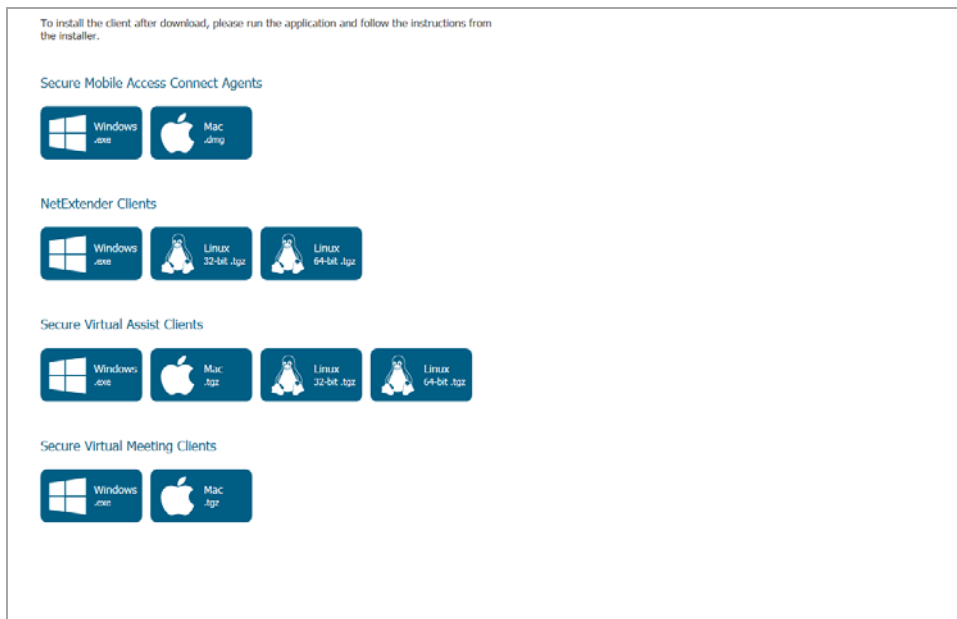 To install the client after download, please run the application and follow the instructions from
the installer.
Secure Mobile Access Connect Agents
Windows
.exe
Mac
.dmg
NetExtender Clients
Windows
.exe
Linux
32-bit .tgz
Linux
64-bit .tgz
Secure Virtual Assist Clients
Windows
.exe
Mac
.tgz
Linux
32-bit .tgz
Linux
64-bit .tgz
Secure Virtual Meeting Clients
Windows
.exe
Mac
.tgz